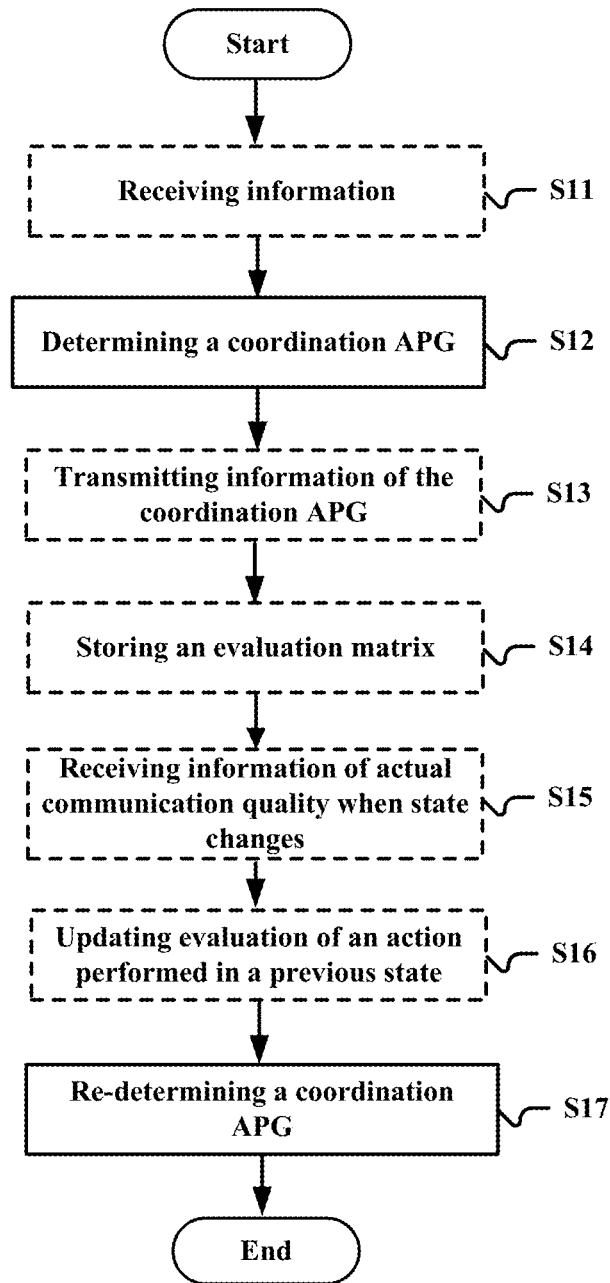 Start
Receiving information
S11
Determining a coordination APG
S12
Transmitting information of the
coordination APG
S13
Storing an evaluation matrix
S14
Receiving information of actual
communication quality when state
changes
S15
Updating evaluation of an action
performed in a previous state
S16
Re-determining a coordination
APG
S17
End